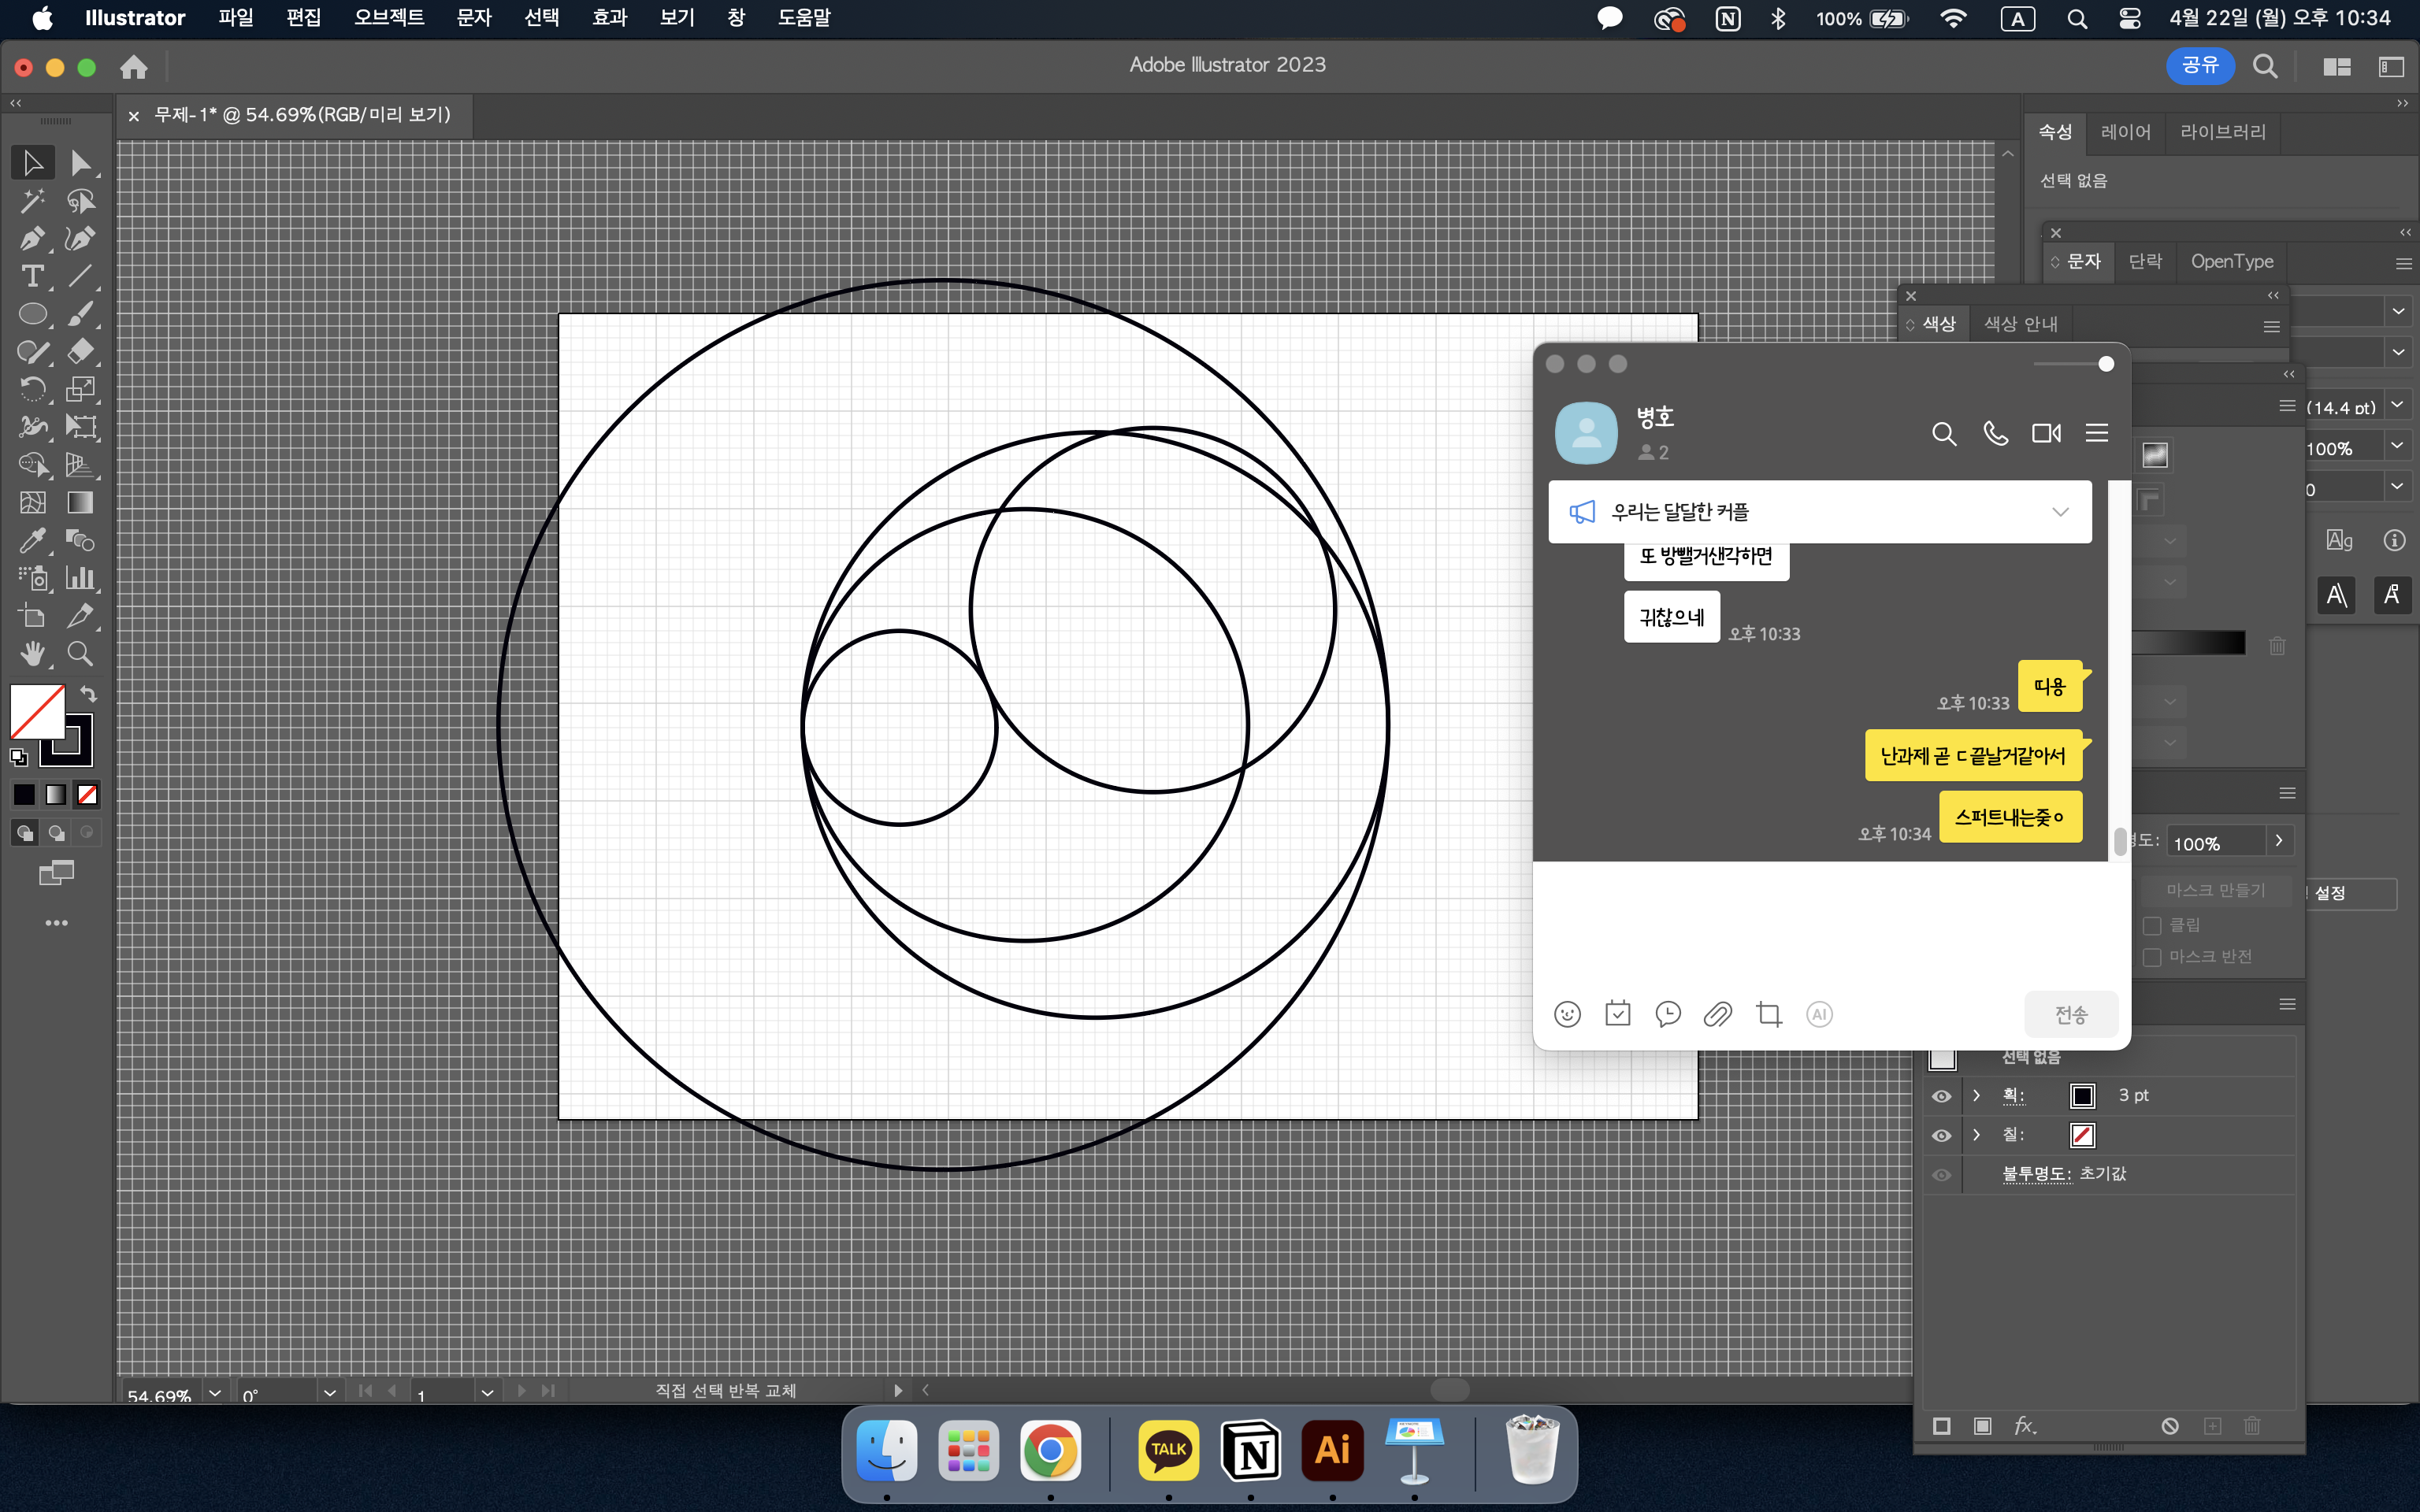 Illustrator 파일 편집 오브젝트 문자 선택 효과 보기 창 도움말
N 100% A 4월 22일 (월) 오후 10:34
Adobe Illustrator 2023
공유
무제-1* @ 54.69%(RGB/미리 보기)
속성 레이어 라이브러리
선택 없음
문자 단락 OpenType
색상 색상 안내
(14.4 pt)
100%
0
병호
2
우리는 달달한 커플
또 방뺄거생각하면
귀찮으네
오후 10:33
띠용
오후 10:33
난과제 곧 ㄷ끝날거같아서
스퍼트내는줒ㅇ
오후 10:34
AI
전송
도:
100%
마스크 만들기
설정
클립
마스크 반전
선택 없음
획:
3 pt
칠:
불투명도: 초기값
fx
54.69%
0°
1
직접 선택 반복 교체
TALK
N
Ai